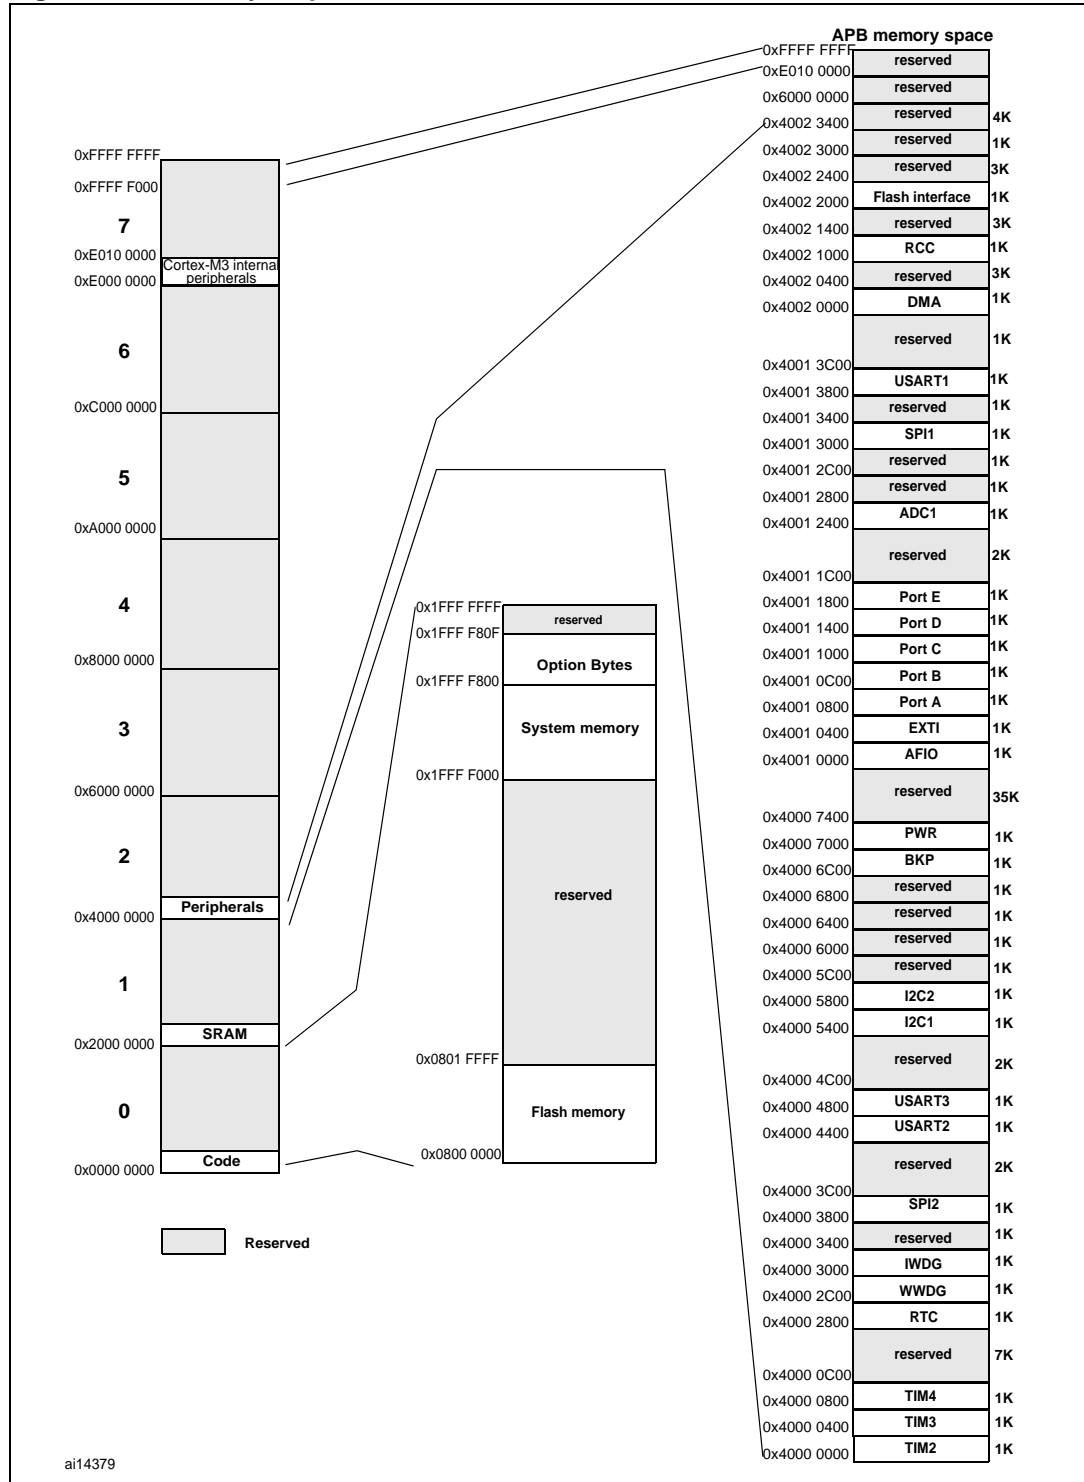 APB memory space
0xFFFF FFFF
reserved
0xE010 0000
reserved
0x6000 0000
reserved
4K
0x4002 3400
reserved
1K
0x4002 3000
reserved
3K
0x4002 2400
Flash interface
1K
0x4002 2000
reserved
3K
0x4002 1400
RCC
1K
0x4002 1000
reserved
3K
0x4002 0400
DMA
1K
0x4002 0000
reserved
1K
0x4001 3C00
USART1
1K
0x4001 3800
reserved
1K
0x4001 3400
SPI1
1K
0x4001 3000
reserved
1K
0x4001 2C00
reserved
1K
0x4001 2800
ADC1
1K
0x4001 2400
reserved
2K
0x4001 1C00
Port E
1K
0x4001 1800
Port D
1K
0x4001 1400
Port C
1K
0x4001 1000
Port B
1K
0x4001 0C00
Port A
1K
0x4001 0800
EXTI
1K
0x4001 0400
AFIO
1K
0x4001 0000
reserved
35K
0x4000 7400
PWR
1K
0x4000 7000
BKP
1K
0x4000 6C00
reserved
1K
0x4000 6800
reserved
1K
0x4000 6400
reserved
1K
0x4000 6000
reserved
1K
0x4000 5C00
I2C2
1K
0x4000 5800
I2C1
1K
0x4000 5400
reserved
2K
0x4000 4C00
USART3
1K
0x4000 4800
USART2
1K
0x4000 4400
reserved
2K
0x4000 3C00
SPI2
1K
0x4000 3800
reserved
1K
0x4000 3400
IWDG
1K
0x4000 3000
WWDG
1K
0x4000 2C00
RTC
1K
0x4000 2800
reserved
7K
0x4000 0C00
TIM4
1K
0x4000 0800
TIM3
1K
0x4000 0400
TIM2
1K
0x4000 0000
0xFFFF FFFF
0xFFFF F000
7
0xE010 0000
Cortex-M3 internal
peripherals
0xE000 0000
6
0xC000 0000
5
0xA000 0000
4
0x8000 0000
3
0x6000 0000
2
Peripherals
0x4000 0000
1
SRAM
0x2000 0000
0
Code
0x0000 0000
0x1FFF FFFF
reserved
0x1FFF F80F
Option Bytes
0x1FFF F800
System memory
0x1FFF F000
reserved
0x0801 FFFF
Flash memory
0x0800 0000
Reserved
ai14379